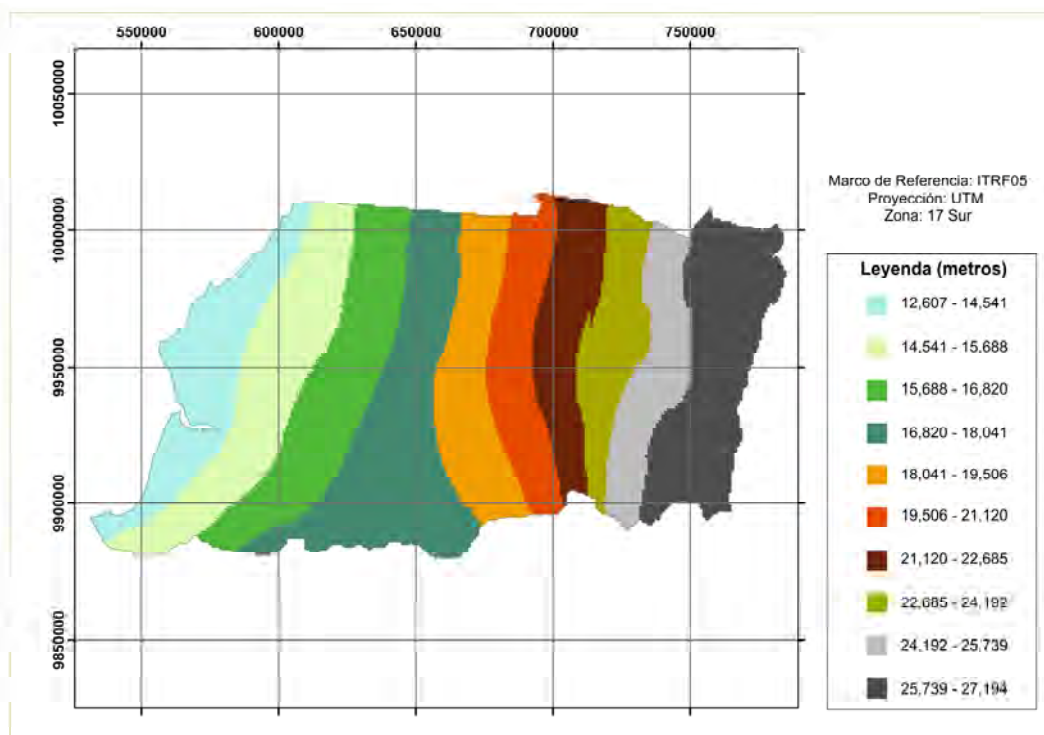 550000 600000 650000 700000 750000
10050000
10000000
9950000
9900000
9850000
Marco de Referencia: ITRF05
Proyección: UTM
Zona: 17 Sur
Leyenda (metros)
12,607 - 14,541
14,541 - 15,688
15,688 - 16,820
16,820 - 18,041
18,041 - 19,506
19,506 - 21,120
21,120 - 22,685
22,685 - 24,192
24,192 - 25,739
25,739 - 27,194